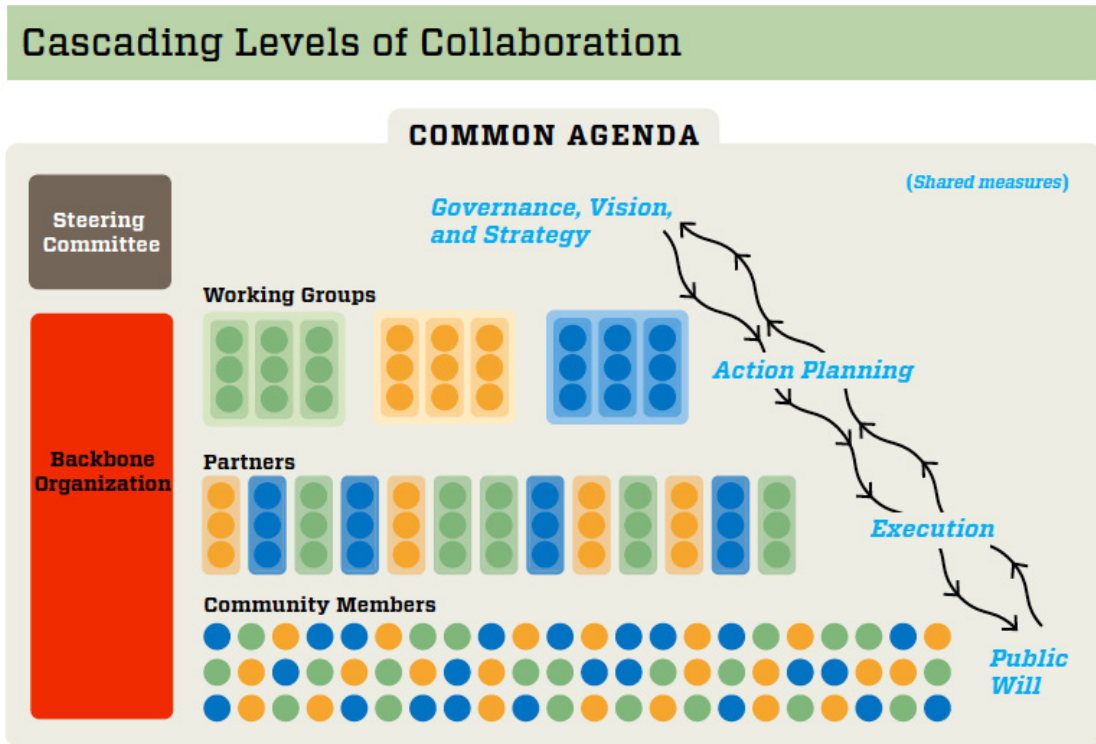 Cascading Levels of Collaboration
COMMON AGENDA
(Shared measures)
Steering
Committee
Governance, Vision,
and Strategy
Working Groups
Action Planning
Backbone
Organization
Partners
Execution
Community Members
Public
Will